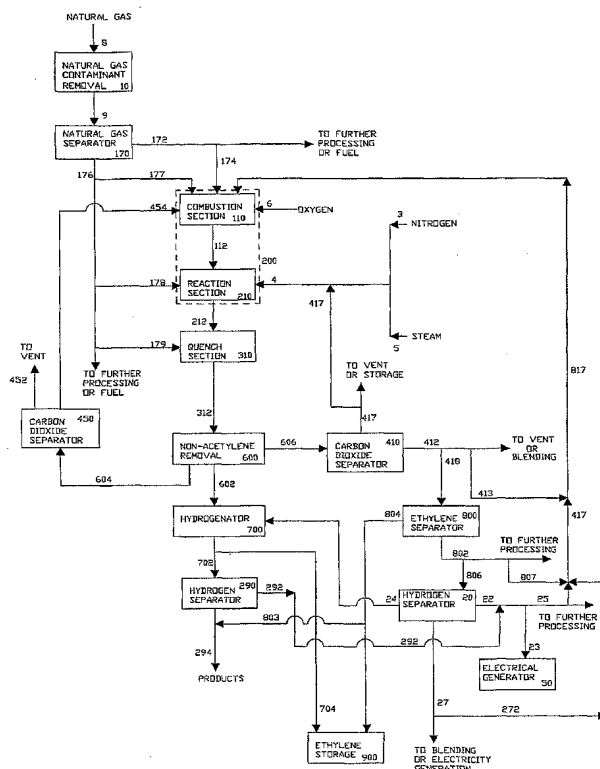 NATURAL GAS
8
NATURAL GAS
CONTAMINANT
REMOVAL 10
9
NATURAL GAS
SEPARATOR
170
172
TO FURTHER
PROCESSING
OR FUEL
174
176
177
454
COMBUSTION
SECTION 110
6
OXYGEN
3
NITROGEN
112
200
REACTION
SECTION
210
178
4
417
212
5
STEAM
TO
VENT
452
179
QUENCH
SECTION
310
TO FURTHER
PROCESSING
OR FUEL
TO VENT
OR STORAGE
817
312
417
CARBON 450
DIOXIDE
SEPARATOR
NON-ACETYLENE
REMOVAL 600
606
CARBON 410
DIOXIDE
SEPARATOR
412
TO VENT
OR
BLENDING
604
602
418
413
804
HYDROGENATOR
700
ETHYLENE 800
SEPARATOR
417
TO FURTHER
PROCESSING
702
802
806
807
HYDROGEN 290
SEPARATOR
292
24
HYDROGEN 20
SEPARATOR
22
25
TO FURTHER
PROCESSING
803
292
294
23
PRODUCTS
ELECTRICAL
GENERATOR
50
704
27
272
ETHYLENE
STORAGE 900
TO BLENDING
OR ELECTRICITY
GENERATION